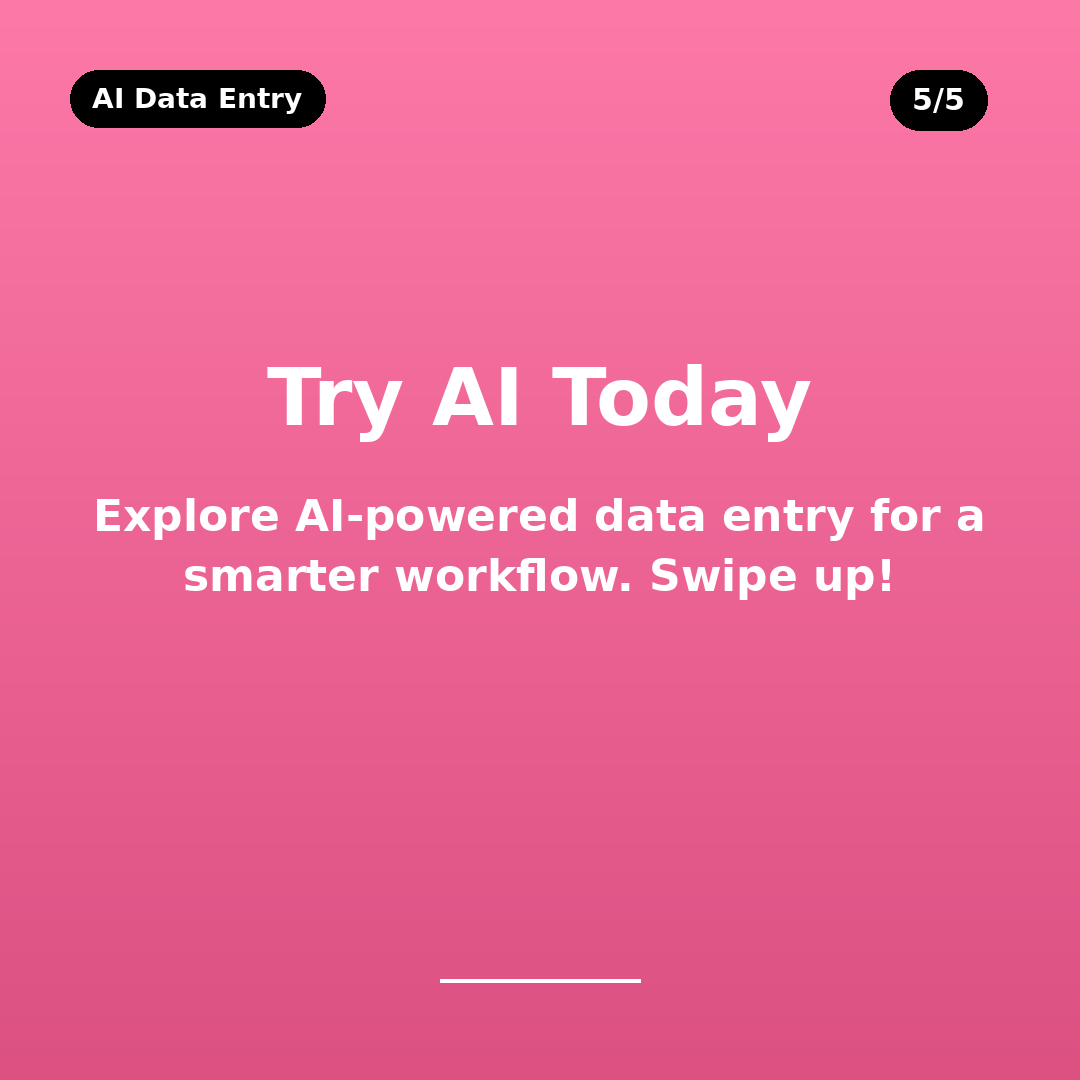 AI Data Entry
5/5
Try AI Today
Explore AI-powered data entry for a
smarter workflow. Swipe up!